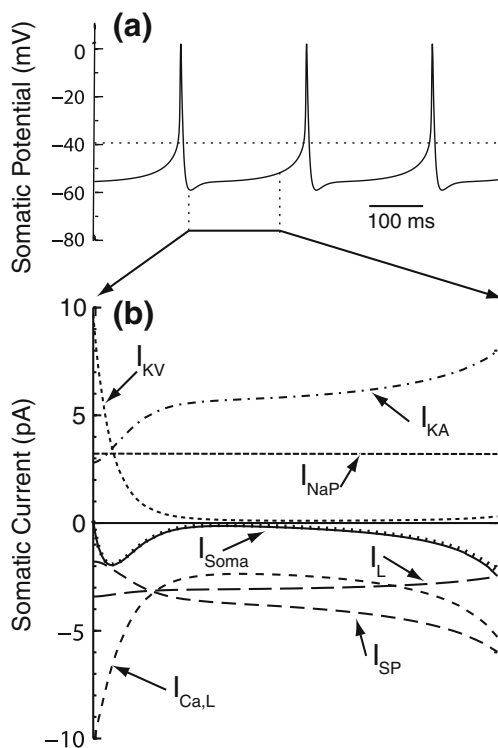 (a)
Somatic Potential (mV)
0
−20
−40
−60
−80
100 ms
(b)
Somatic Current (pA)
10
5
0
−5
−10
I_KV
I_KA
I_NaP
I_Soma
I_L
I_SP
I_Ca,L